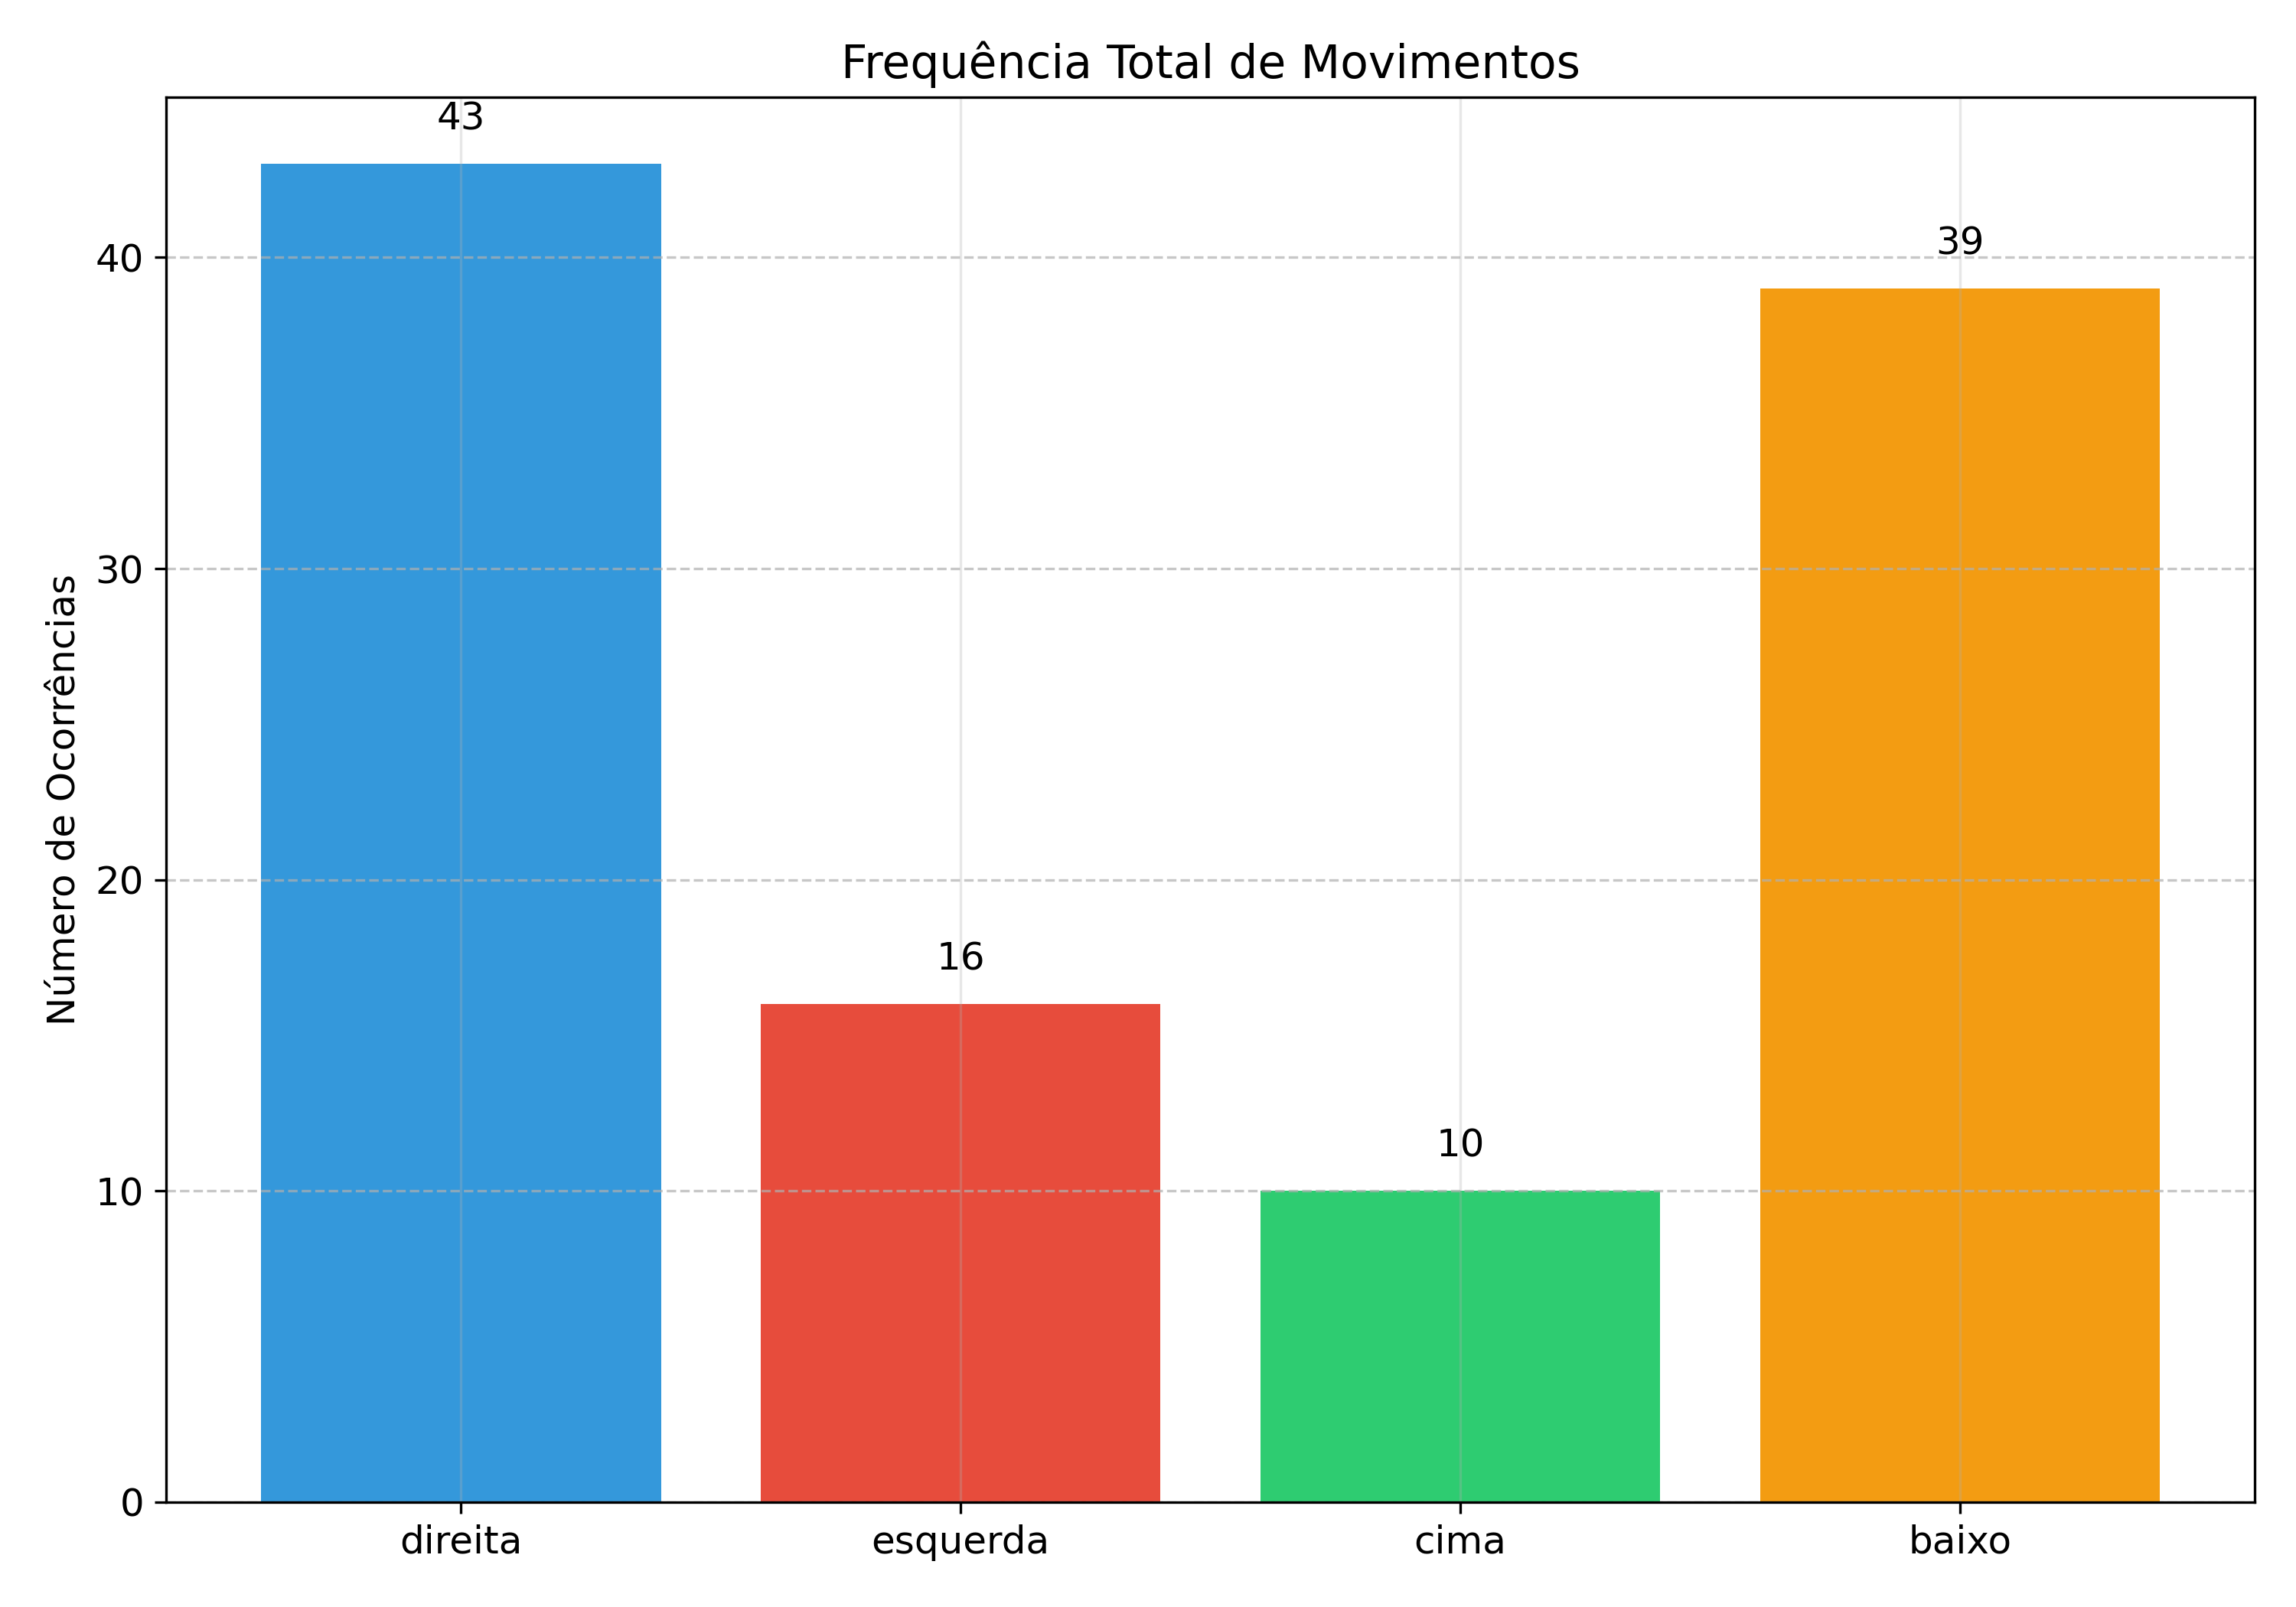 Frequência Total de Movimentos
43
39
16
10
Número de Ocorrências
40
30
20
10
0
direita
esquerda
cima
baixo